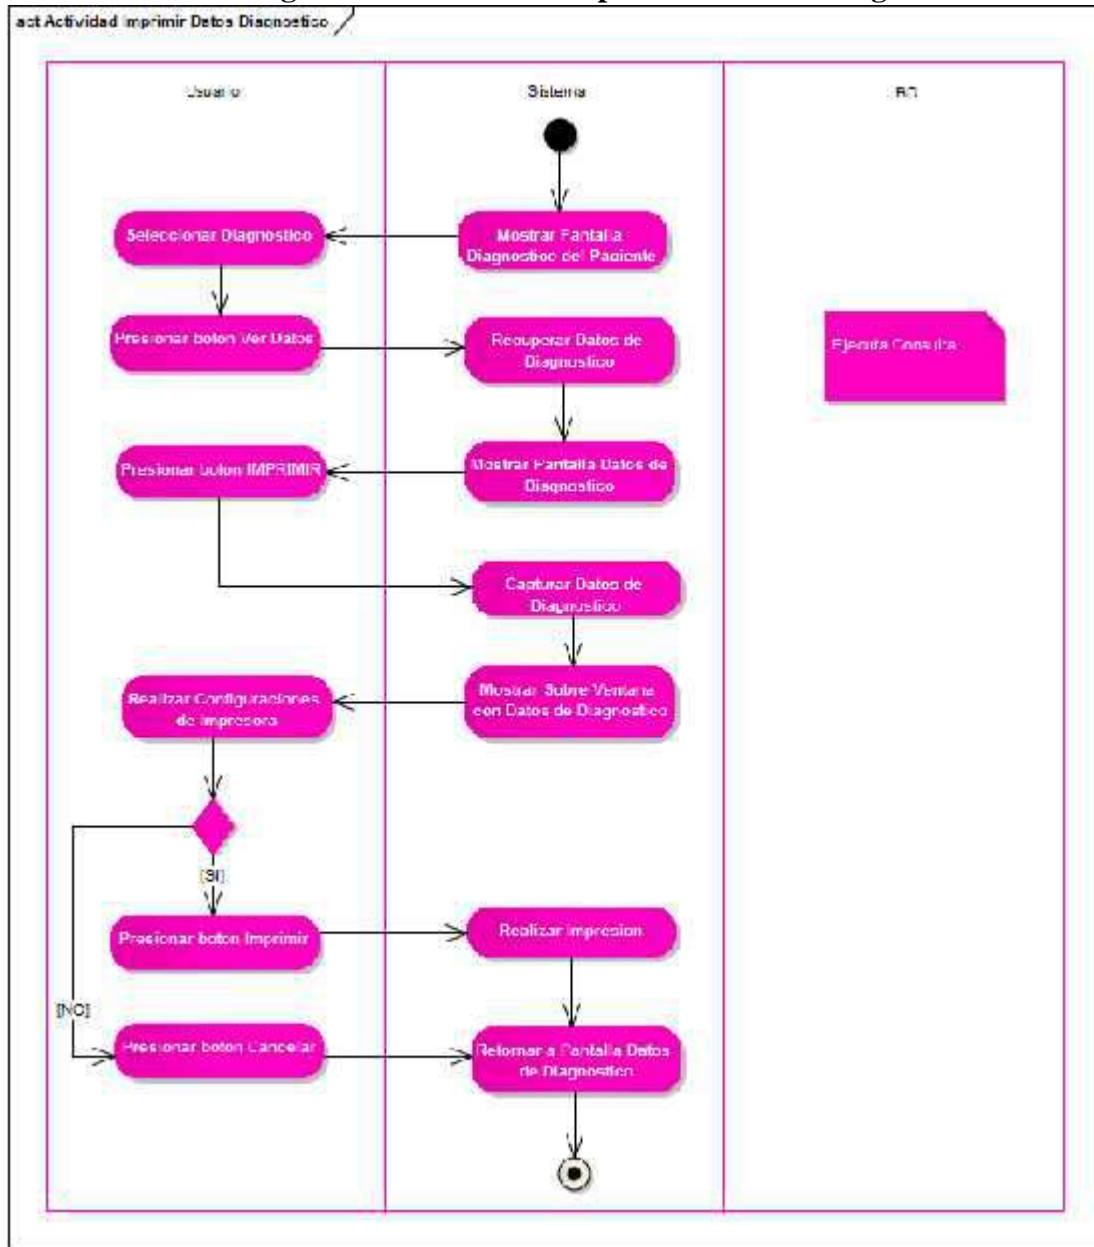 act Actividad Imprimir Datos Diagnostico
Usuario
Sistema
BD
Seleccionar Diagnostico
Mostrar Pantalla
Diagnostico del Paciente
Presionar boton Ver Datos
Recuperar Datos de
Diagnostico
Ejecuta Consulta
Presionar boton IMPRIMIR
Mostrar Pantalla Datos de
Diagnostico
Capturar Datos de
Diagnostico
Realizar Configuraciones
de Impresora
Mostrar Sobre Ventana
con Datos de Diagnostico
[SI]
Presionar boton Imprimir
Realizar Impresion
[NO]
Presionar boton Cancelar
Retornar a Pantalla Datos
de Diagnostico